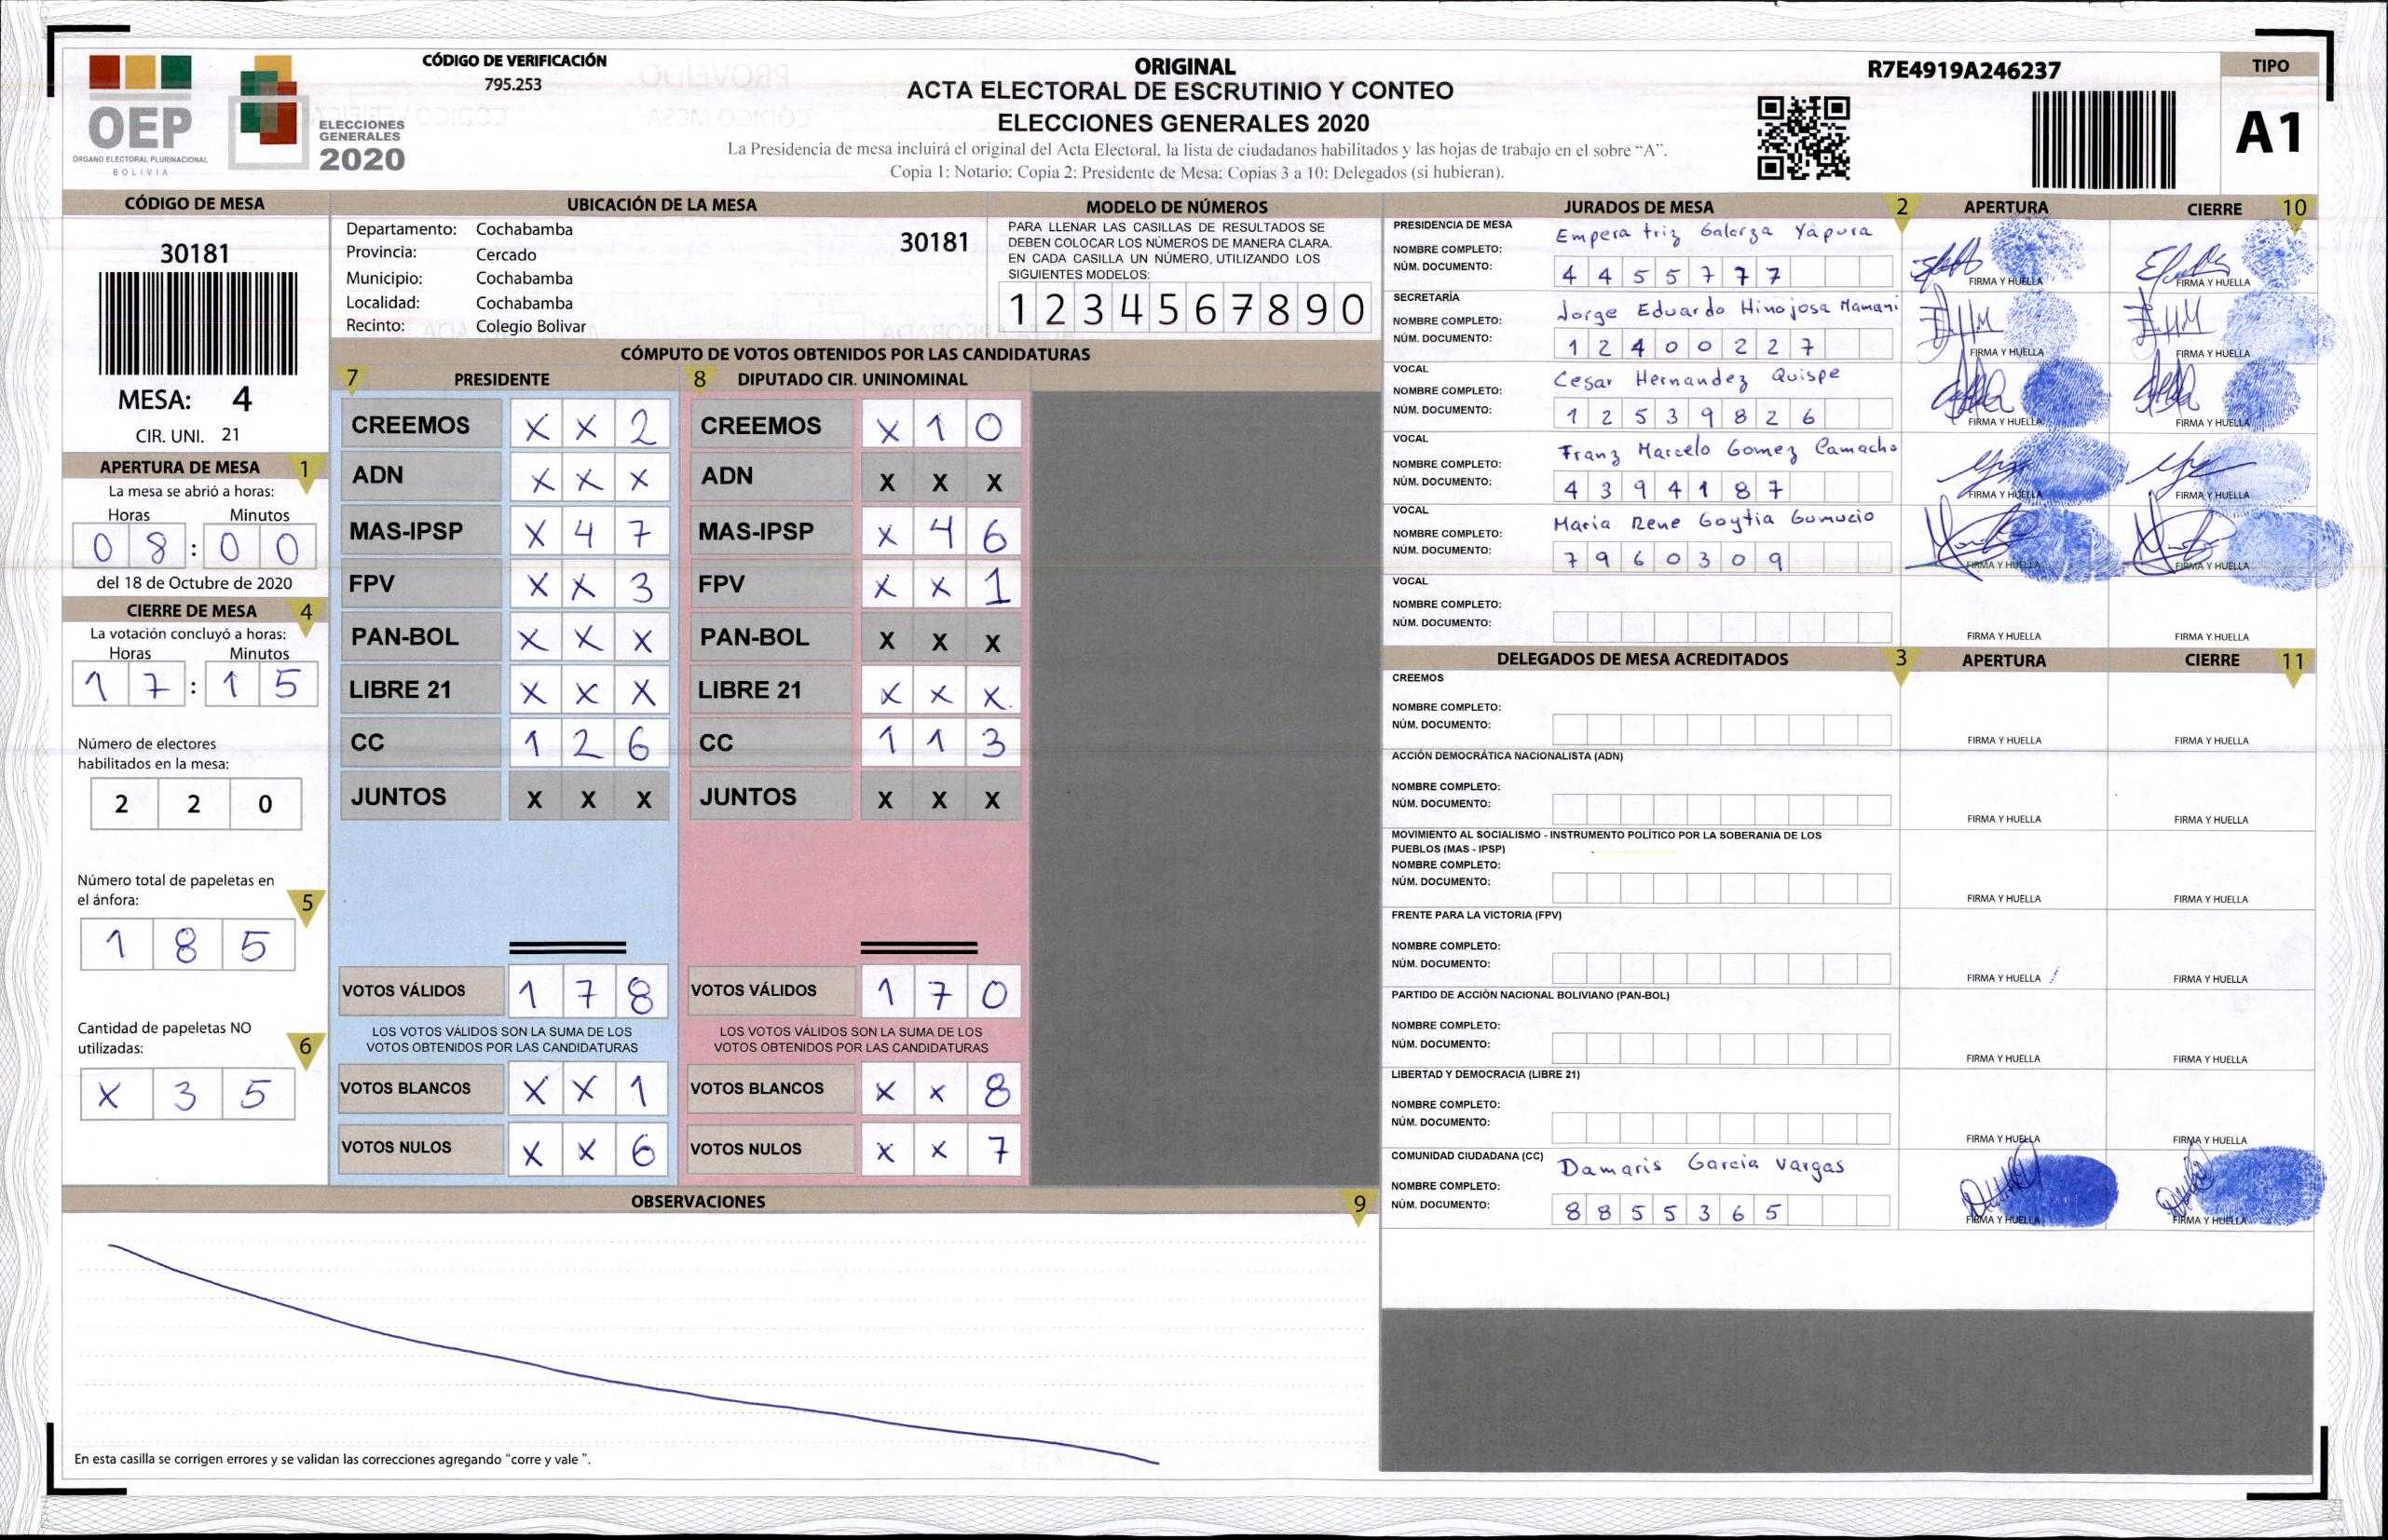 CÓDIGO DE VERIFICACIÓN
795.253
OEP
ÓRGANO ELECTORAL PLURINACIONAL
BOLIVIA
ELECCIONES
GENERALES
2020
ORIGINAL
ACTA ELECTORAL DE ESCRUTINIO Y CONTEO
ELECCIONES GENERALES 2020
La Presidencia de mesa incluirá el original del Acta Electoral, la lista de ciudadanos habilitados y las hojas de trabajo en el sobre “A”.
Copia 1: Notario; Copia 2: Presidente de Mesa; Copias 3 a 10: Delegados (si hubieran).
R7E4919A246237
TIPO
A1
CÓDIGO DE MESA
30181
MESA: 4
CIR. UNI. 21
APERTURA DE MESA 1
La mesa se abrió a horas:
Horas Minutos
0 8 : 0 0
del 18 de Octubre de 2020
CIERRE DE MESA 4
La votación concluyó a horas:
Horas Minutos
1 7 : 1 5
Número de electores
habilitados en la mesa:
2 2 0
Número total de papeletas en
el ánfora: 5
1 8 5
Cantidad de papeletas NO
utilizadas: 6
X 3 5
UBICACIÓN DE LA MESA
Departamento: Cochabamba
30181
Provincia: Cercado
Municipio: Cochabamba
Localidad: Cochabamba
Recinto: Colegio Bolivar
MODELO DE NÚMEROS
PARA LLENAR LAS CASILLAS DE RESULTADOS SE
DEBEN COLOCAR LOS NÚMEROS DE MANERA CLARA.
EN CADA CASILLA UN NÚMERO, UTILIZANDO LOS
SIGUIENTES MODELOS:
1 2 3 4 5 6 7 8 9 0
CÓMPUTO DE VOTOS OBTENIDOS POR LAS CANDIDATURAS
7 PRESIDENTE
CREEMOS X X 2
ADN X X X
MAS-IPSP X 4 7
FPV X X 3
PAN-BOL X X X
LIBRE 21 X X X
CC 1 2 6
JUNTOS X X X
VOTOS VÁLIDOS 1 7 8
LOS VOTOS VÁLIDOS SON LA SUMA DE LOS
VOTOS OBTENIDOS POR LAS CANDIDATURAS
VOTOS BLANCOS X X 1
VOTOS NULOS X X 6
8 DIPUTADO CIR. UNINOMINAL
CREEMOS X 1 0
ADN X X X
MAS-IPSP X 4 6
FPV X X 1
PAN-BOL X X X
LIBRE 21 X X X
CC 1 1 3
JUNTOS X X X
VOTOS VÁLIDOS 1 7 0
LOS VOTOS VÁLIDOS SON LA SUMA DE LOS
VOTOS OBTENIDOS POR LAS CANDIDATURAS
VOTOS BLANCOS X X 8
VOTOS NULOS X X 7
OBSERVACIONES 9
En esta casilla se corrigen errores y se validan las correcciones agregando “corre y vale ”.
JURADOS DE MESA 2 APERTURA CIERRE 10
PRESIDENCIA DE MESA
NOMBRE COMPLETO: Emperatriz Galarza Yapura
NÚM. DOCUMENTO: 4 4 5 5 7 7 7
FIRMA Y HUELLA FIRMA Y HUELLA
SECRETARÍA
NOMBRE COMPLETO: Jorge Eduardo Hinojosa Mamani
NÚM. DOCUMENTO: 1 2 4 0 0 2 2 7
FIRMA Y HUELLA FIRMA Y HUELLA
VOCAL
NOMBRE COMPLETO: Cesar Hernandez Quispe
NÚM. DOCUMENTO: 1 2 5 3 9 8 2 6
FIRMA Y HUELLA FIRMA Y HUELLA
VOCAL
NOMBRE COMPLETO: Franz Marcelo Gomez Camacho
NÚM. DOCUMENTO: 4 3 9 4 1 8 7
FIRMA Y HUELLA FIRMA Y HUELLA
VOCAL
NOMBRE COMPLETO: Maria Rene Goytia Gumucio
NÚM. DOCUMENTO: 7 9 6 0 3 0 9
FIRMA Y HUELLA FIRMA Y HUELLA
VOCAL
NOMBRE COMPLETO:
NÚM. DOCUMENTO:
FIRMA Y HUELLA FIRMA Y HUELLA
DELEGADOS DE MESA ACREDITADOS 3 APERTURA CIERRE 11
CREEMOS
NOMBRE COMPLETO:
NÚM. DOCUMENTO:
FIRMA Y HUELLA FIRMA Y HUELLA
ACCIÓN DEMOCRÁTICA NACIONALISTA (ADN)
NOMBRE COMPLETO:
NÚM. DOCUMENTO:
FIRMA Y HUELLA FIRMA Y HUELLA
MOVIMIENTO AL SOCIALISMO - INSTRUMENTO POLÍTICO POR LA SOBERANIA DE LOS
PUEBLOS (MAS - IPSP)
NOMBRE COMPLETO:
NÚM. DOCUMENTO:
FIRMA Y HUELLA FIRMA Y HUELLA
FRENTE PARA LA VICTORIA (FPV)
NOMBRE COMPLETO:
NÚM. DOCUMENTO:
FIRMA Y HUELLA FIRMA Y HUELLA
PARTIDO DE ACCIÓN NACIONAL BOLIVIANO (PAN-BOL)
NOMBRE COMPLETO:
NÚM. DOCUMENTO:
FIRMA Y HUELLA FIRMA Y HUELLA
LIBERTAD Y DEMOCRACIA (LIBRE 21)
NOMBRE COMPLETO:
NÚM. DOCUMENTO:
FIRMA Y HUELLA FIRMA Y HUELLA
COMUNIDAD CIUDADANA (CC)
NOMBRE COMPLETO: Damaris Garcia Vargas
NÚM. DOCUMENTO: 8 8 5 5 3 6 5
FIRMA Y HUELLA FIRMA Y HUELLA